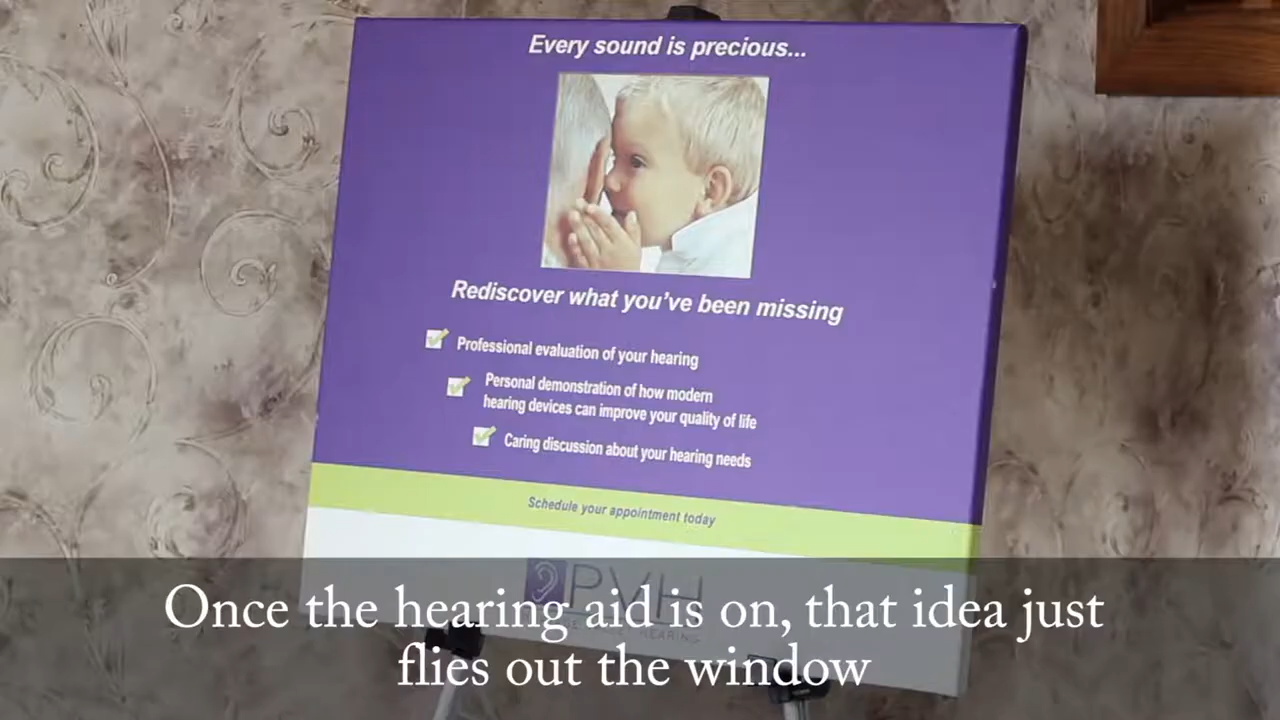 Every sound is precious...
Rediscover what you've been missing
Professional evaluation of your hearing
Personal demonstration of how modern
hearing devices can improve your quality of life
Caring discussion about your hearing needs
Schedule your appointment today
PVH
HEARING
Once the hearing aid is on, that idea just
flies out the window